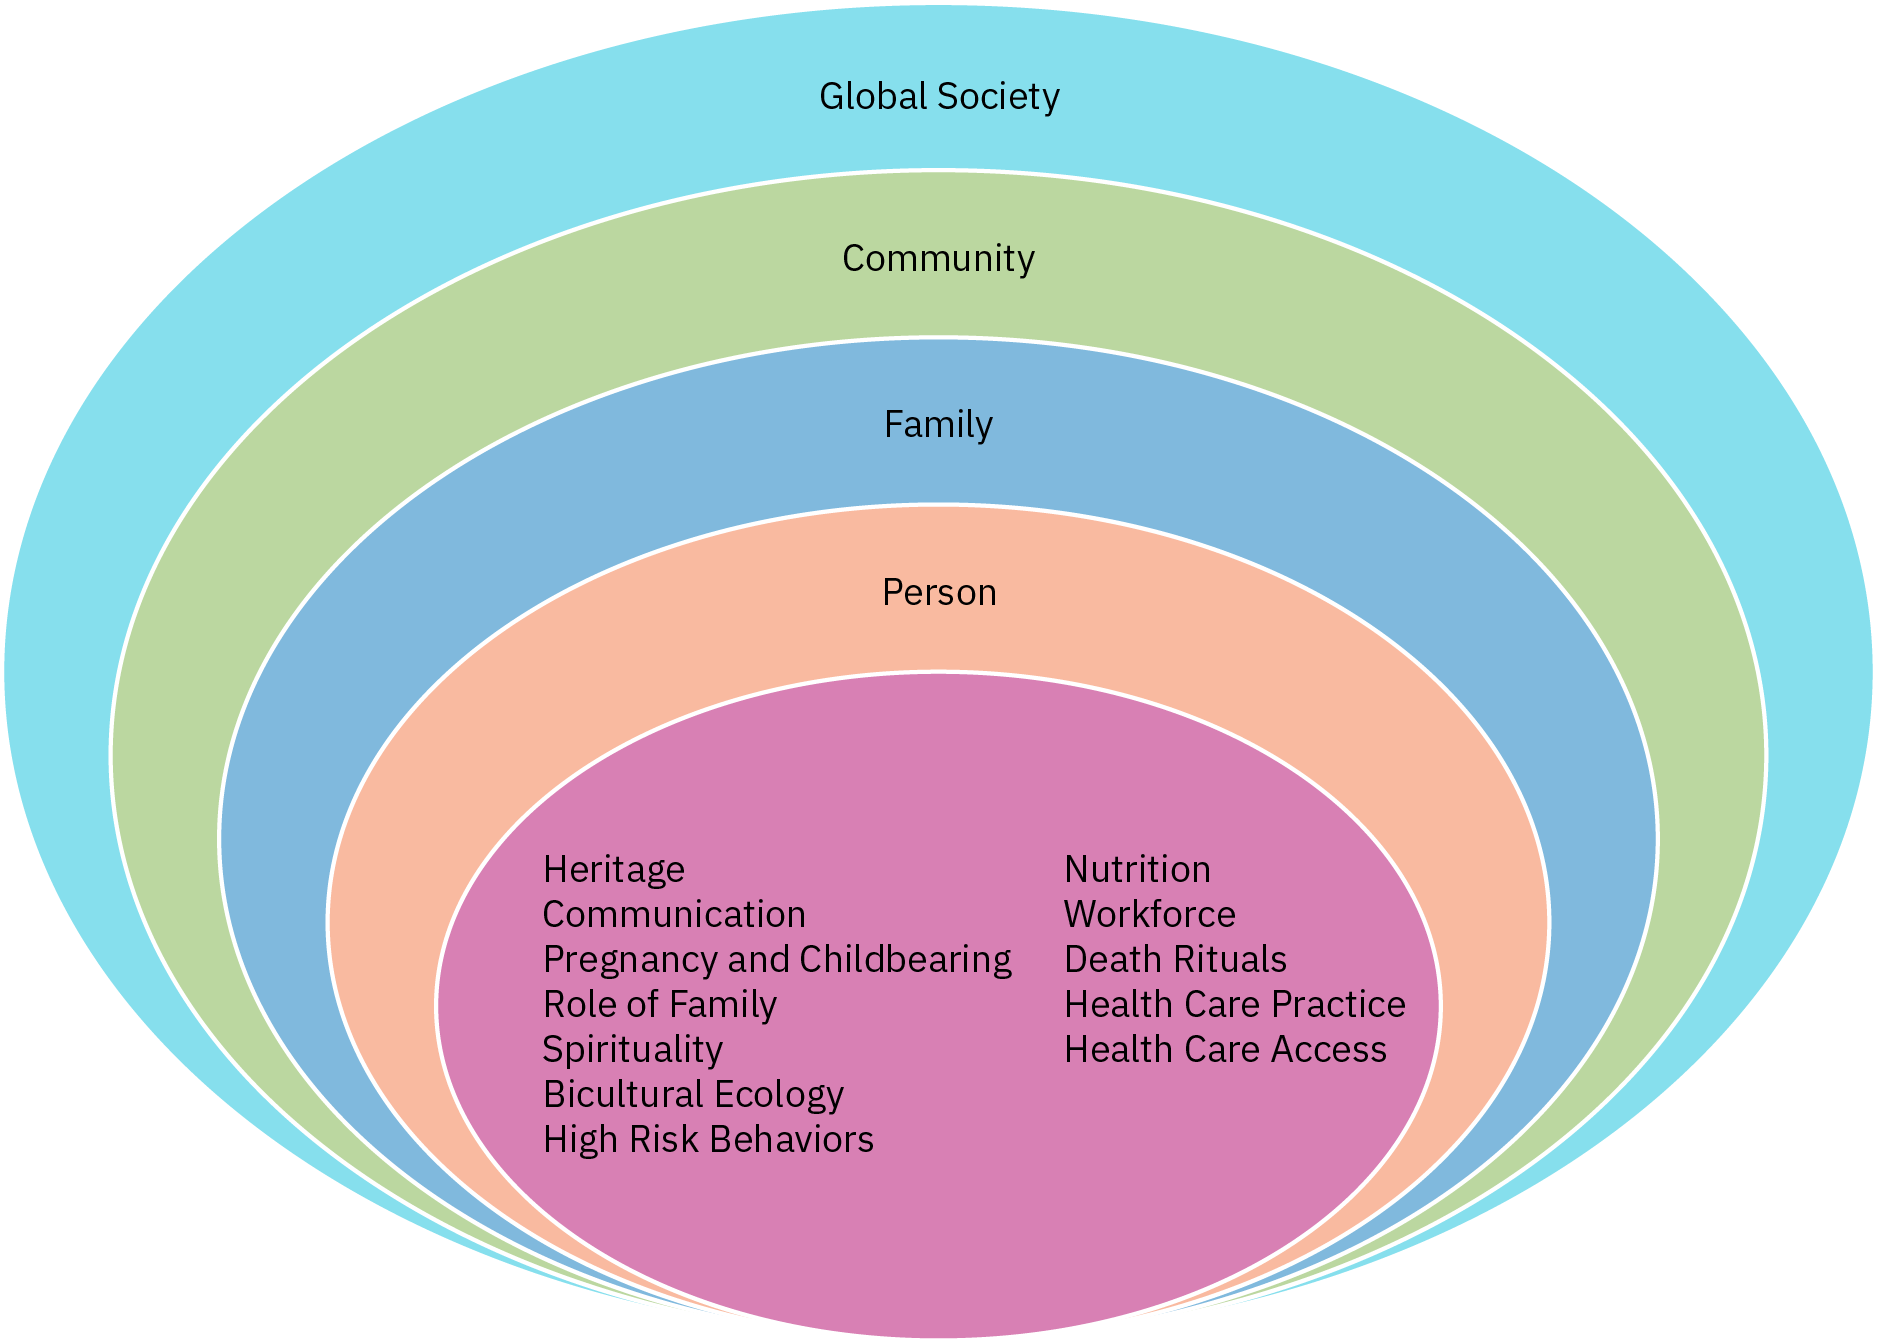 Global Society
Community
Family
Person
Heritage
Communication
Pregnancy and Childbearing
Role of Family
Spirituality
Bicultural Ecology
High Risk Behaviors
Nutrition
Workforce
Death Rituals
Health Care Practice
Health Care Access